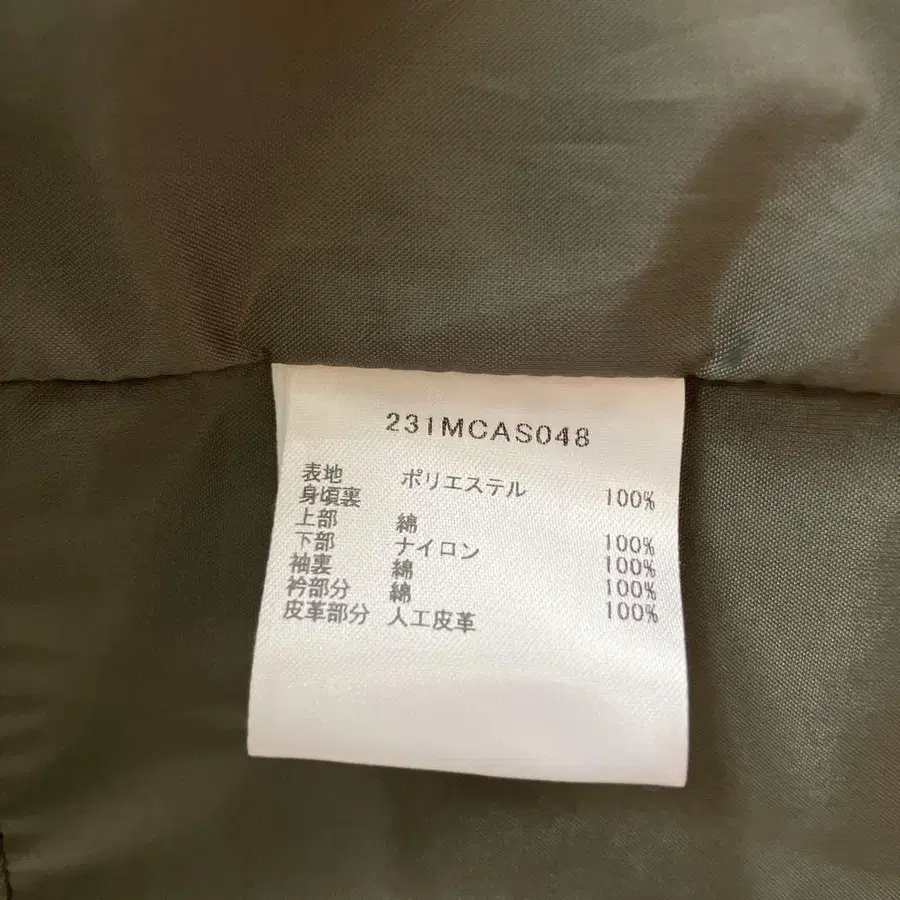 231MCAS048
表地 ポリエステル 100%
身頃裏
上部 綿 100%
下部 ナイロン 100%
袖裏 綿 100%
衿部分 綿 100%
皮革部分 人工皮革